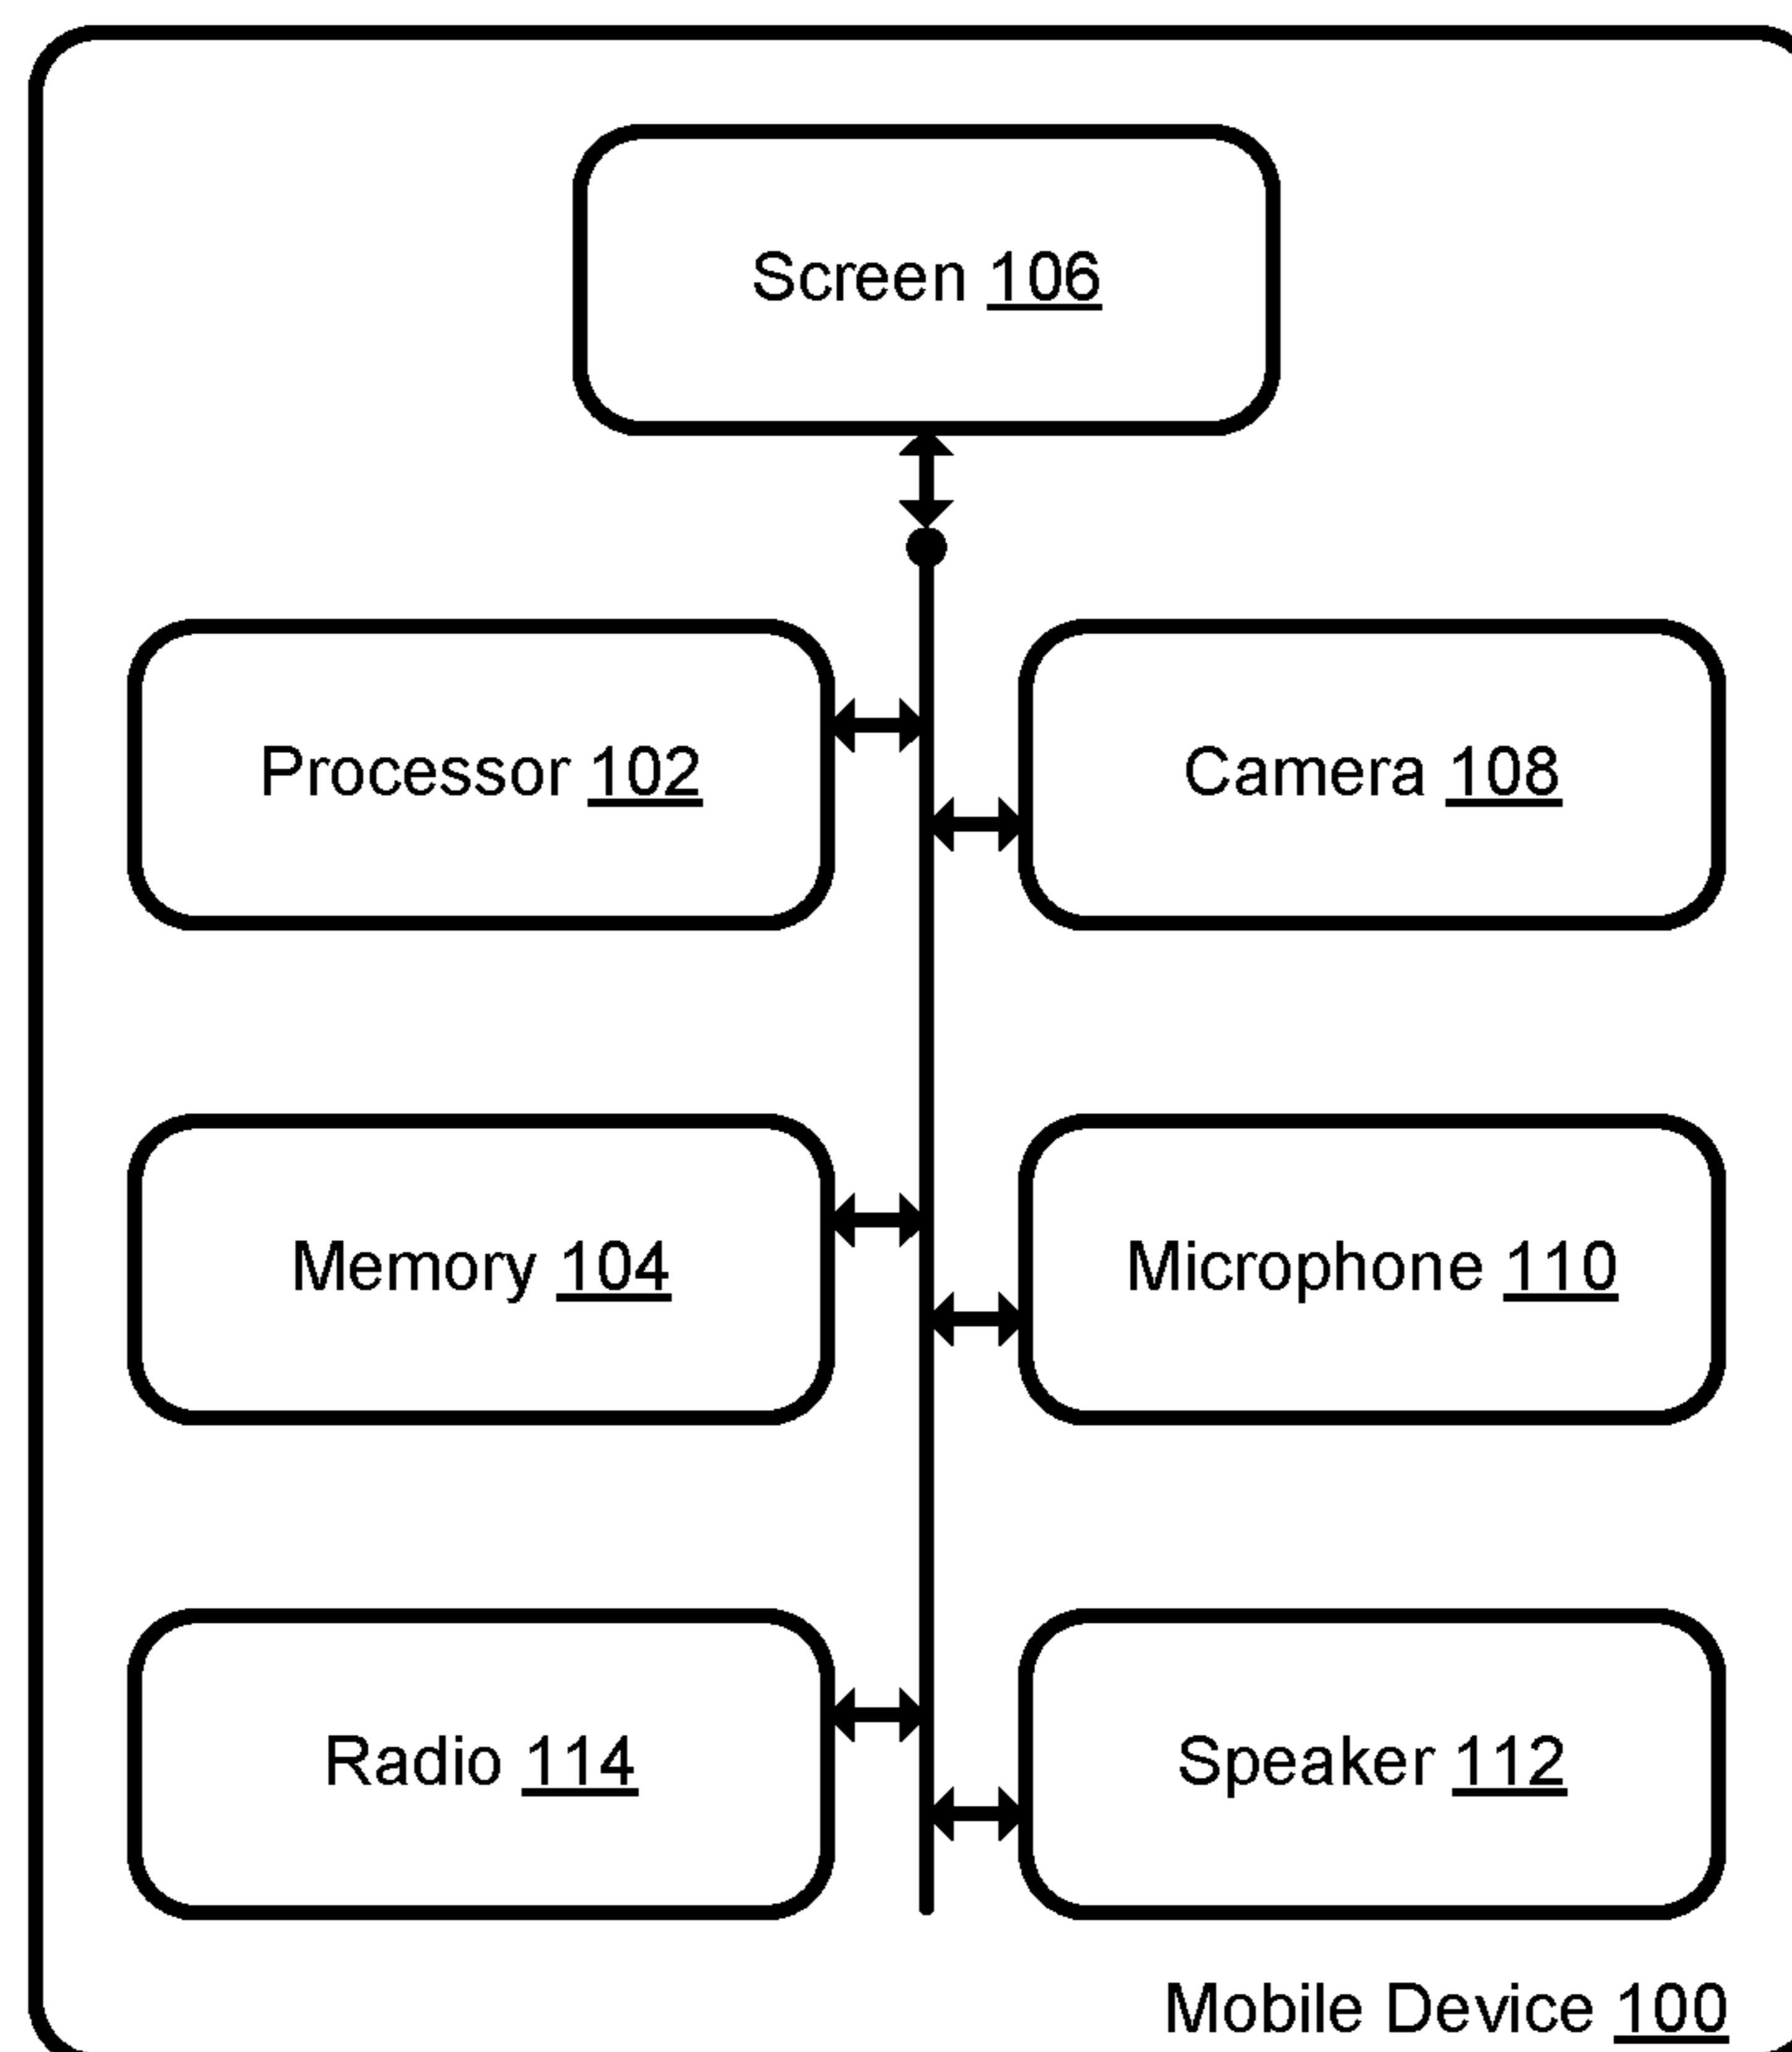 Screen 106
Processor 102
Camera 108
Memory 104
Microphone 110
Radio 114
Speaker 112
Mobile Device 100